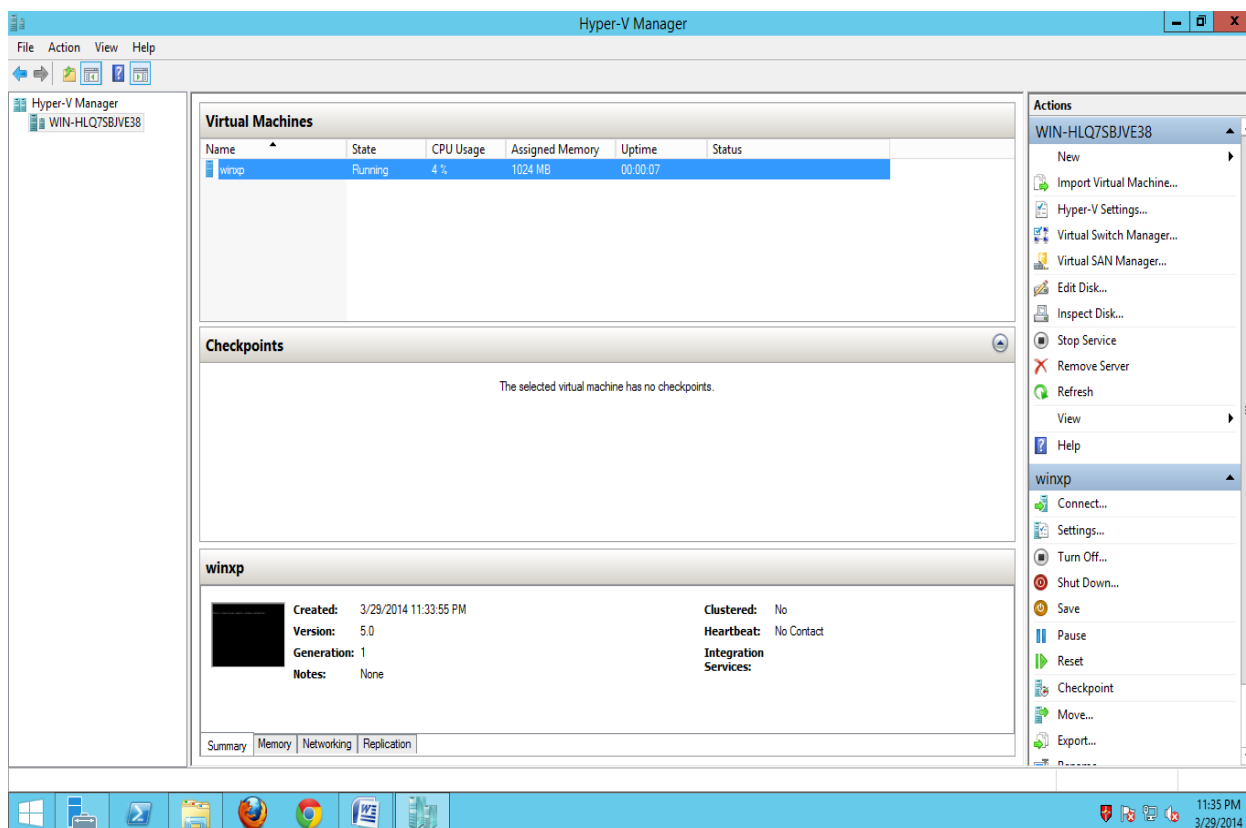 Hyper-V Manager
File Action View Help
Hyper-V Manager
WIN-HLQ7SBJVE38
Virtual Machines
Name State CPU Usage Assigned Memory Uptime Status
winxp Running 4 % 1024 MB 00:00:07
Checkpoints
The selected virtual machine has no checkpoints.
winxp
Created: 3/29/2014 11:33:55 PM
Version: 5.0
Generation: 1
Notes: None
Clustered: No
Heartbeat: No Contact
Integration
Services:
Summary Memory Networking Replication
Actions
WIN-HLQ7SBJVE38
New
Import Virtual Machine...
Hyper-V Settings...
Virtual Switch Manager...
Virtual SAN Manager...
Edit Disk...
Inspect Disk...
Stop Service
Remove Server
Refresh
View
Help
winxp
Connect...
Settings...
Turn Off...
Shut Down...
Save
Pause
Reset
Checkpoint
Move...
Export...
11:35 PM
3/29/2014